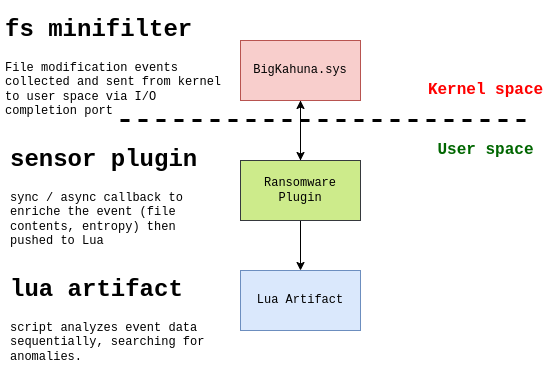 fs minifilter
File modification events
collected and sent from kernel
to user space via I/O
completion port
BigKahuna.sys
Kernel space
User space
sensor plugin
sync / async callback to
enriche the event (file
contents, entropy) then
pushed to Lua
Ransomware
Plugin
lua artifact
script analyzes event data
sequentially, searching for
anomalies.
Lua Artifact